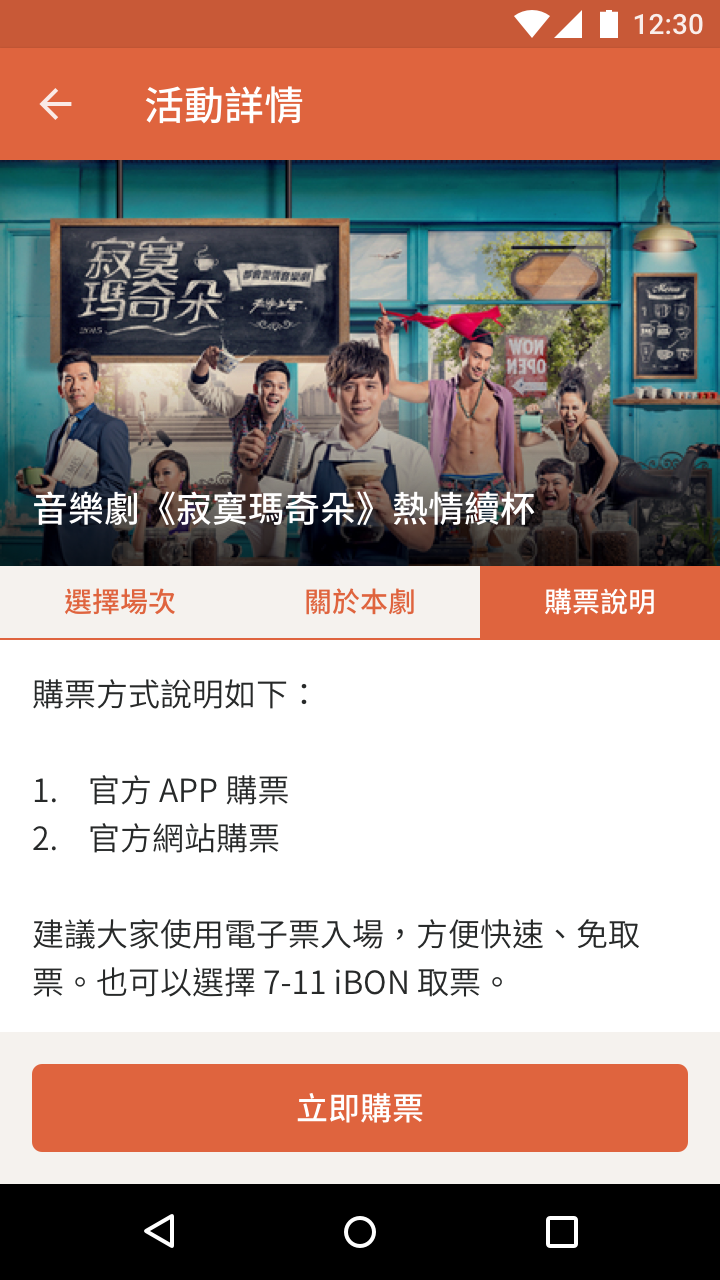 12:30
活動詳情
寂寞
瑪奇朵
都會愛情音樂劇
2015
Menu
NOW
OPEN
音樂劇《寂寞瑪奇朵》熱情續杯
選擇場次 關於本劇 購票說明
購票方式說明如下：
1. 官方 APP 購票
2. 官方網站購票
建議大家使用電子票入場，方便快速、免取
票。也可以選擇 7-11 iBON 取票。
立即購票